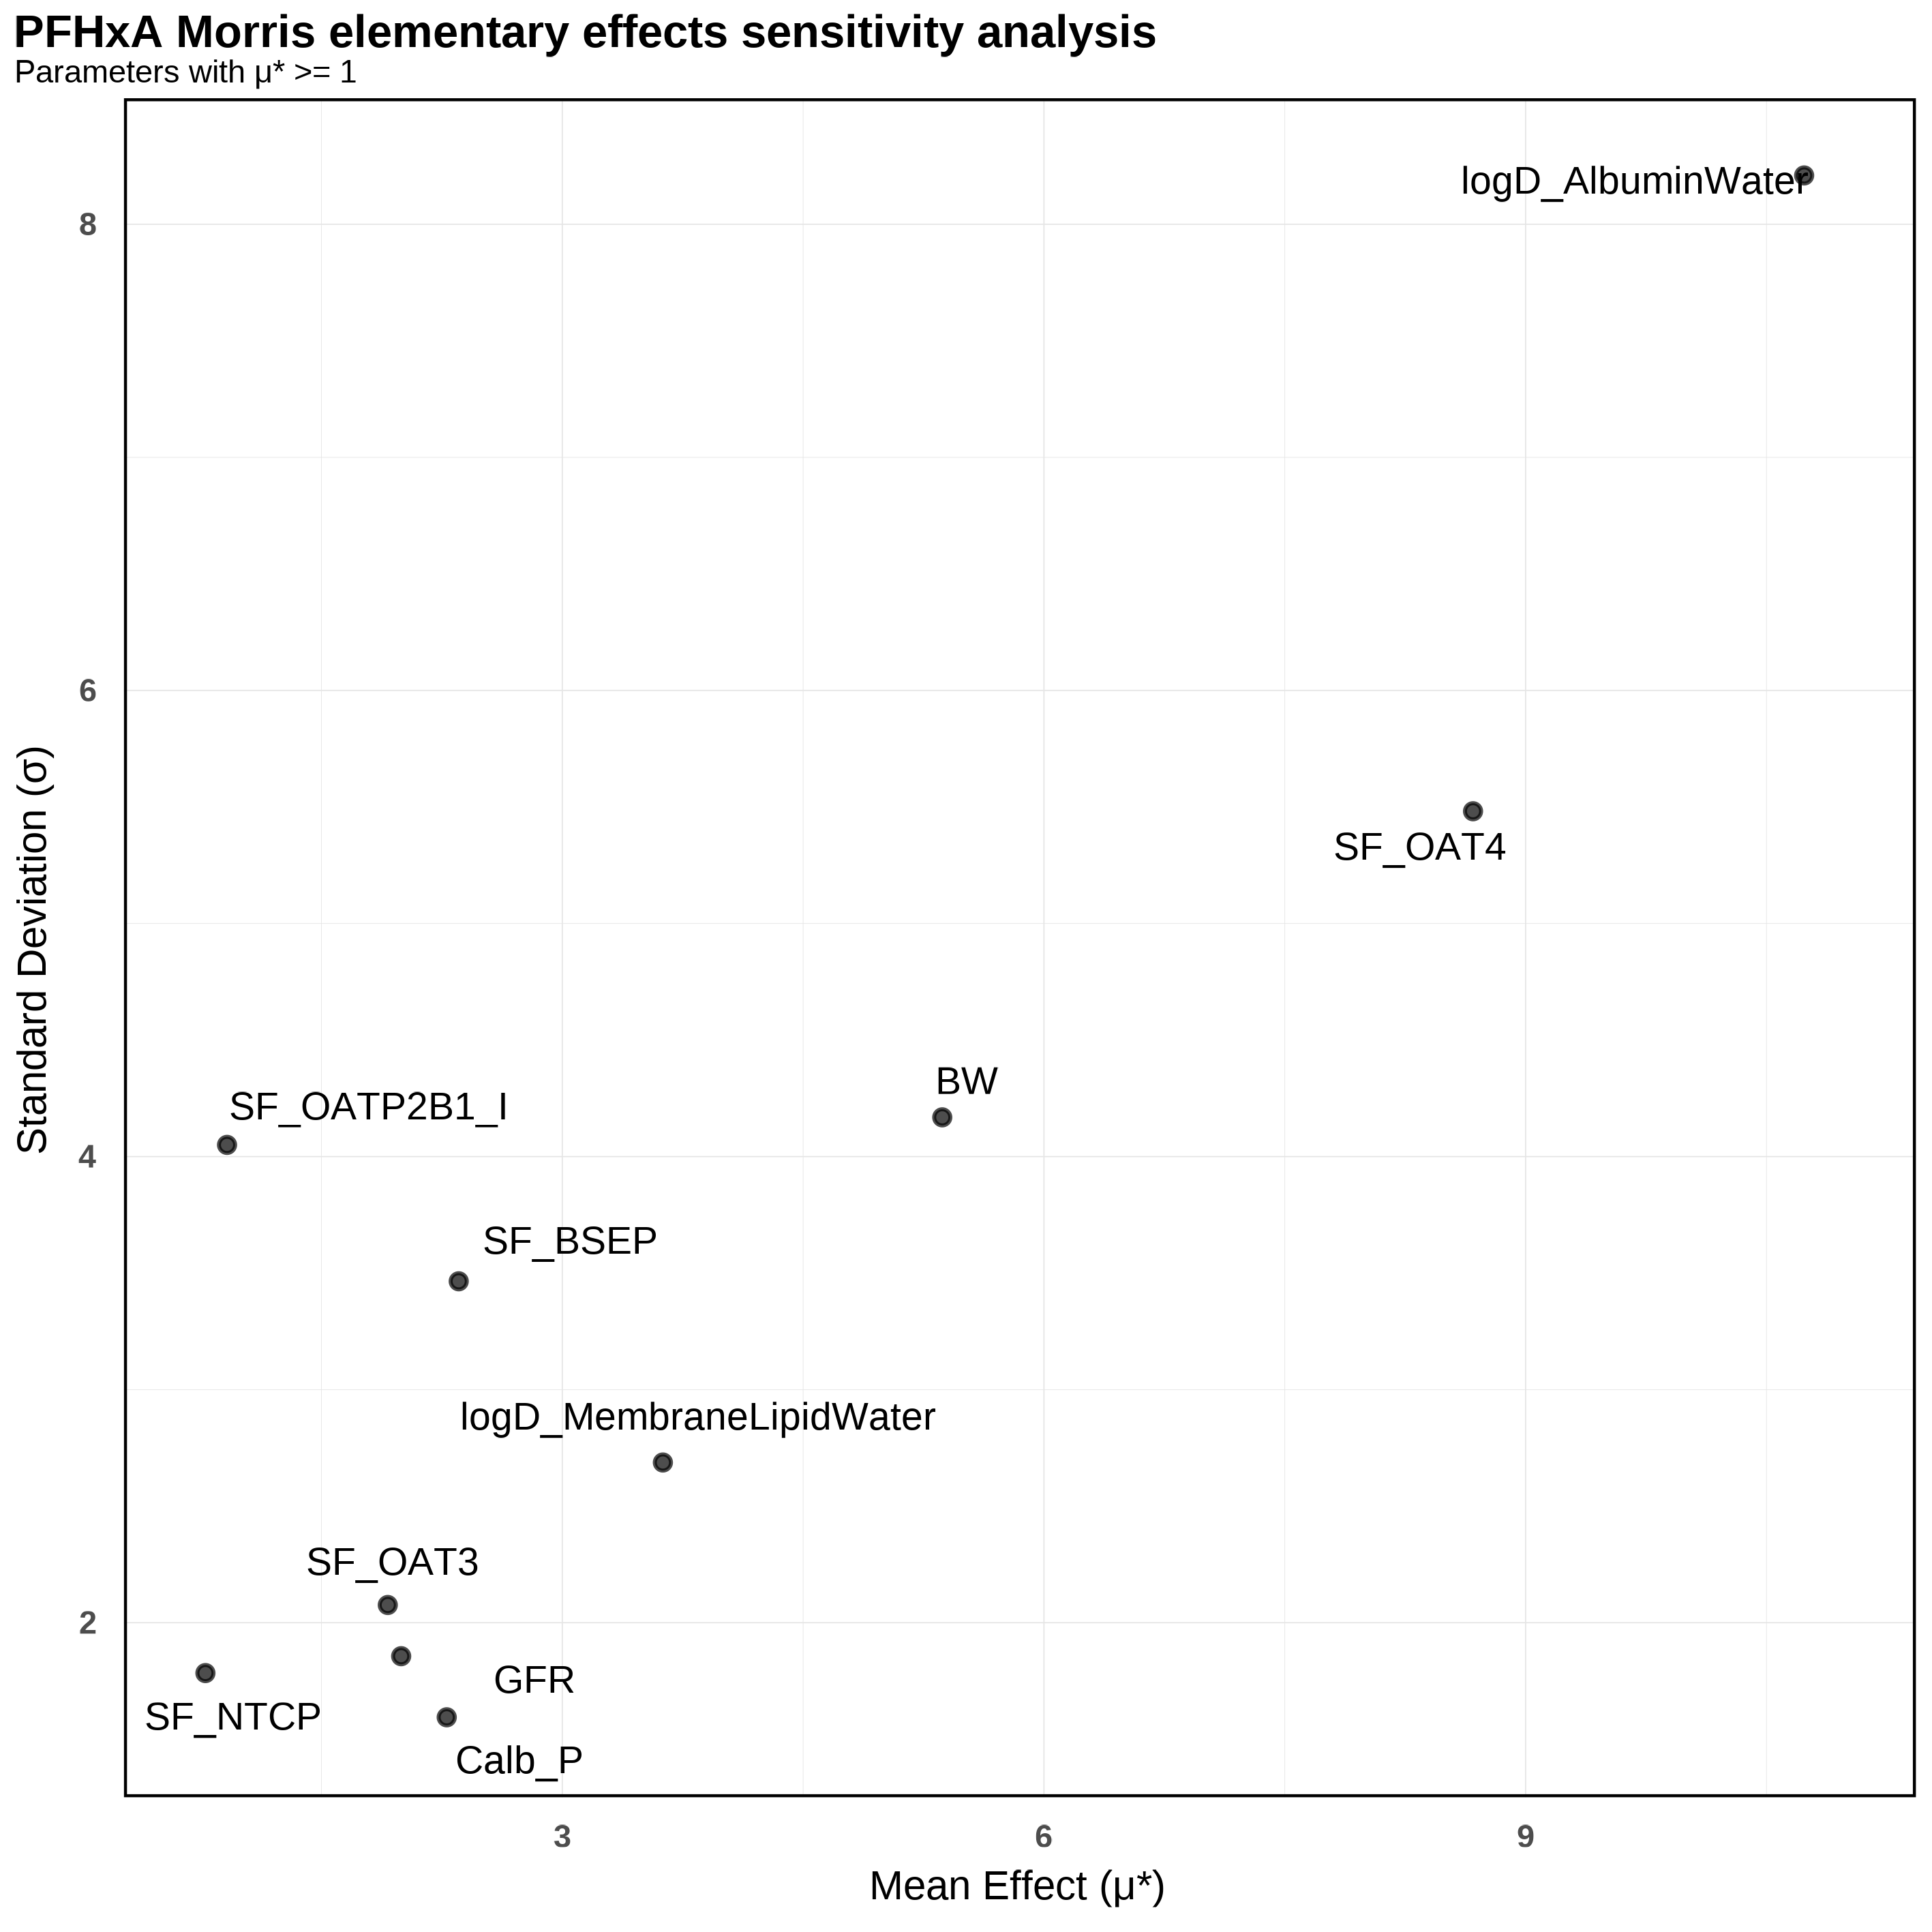 PFHxA Morris elementary effects sensitivity analysis
Parameters with μ* >= 1
logD_AlbuminWater
8
6
SF_OAT4
Standard Deviation (σ)
BW
SF_OATP2B1_I
4
SF_BSEP
logD_MembraneLipidWater
SF_OAT3
2
GFR
SF_NTCP
Calb_P
3 6 9
Mean Effect (μ*)